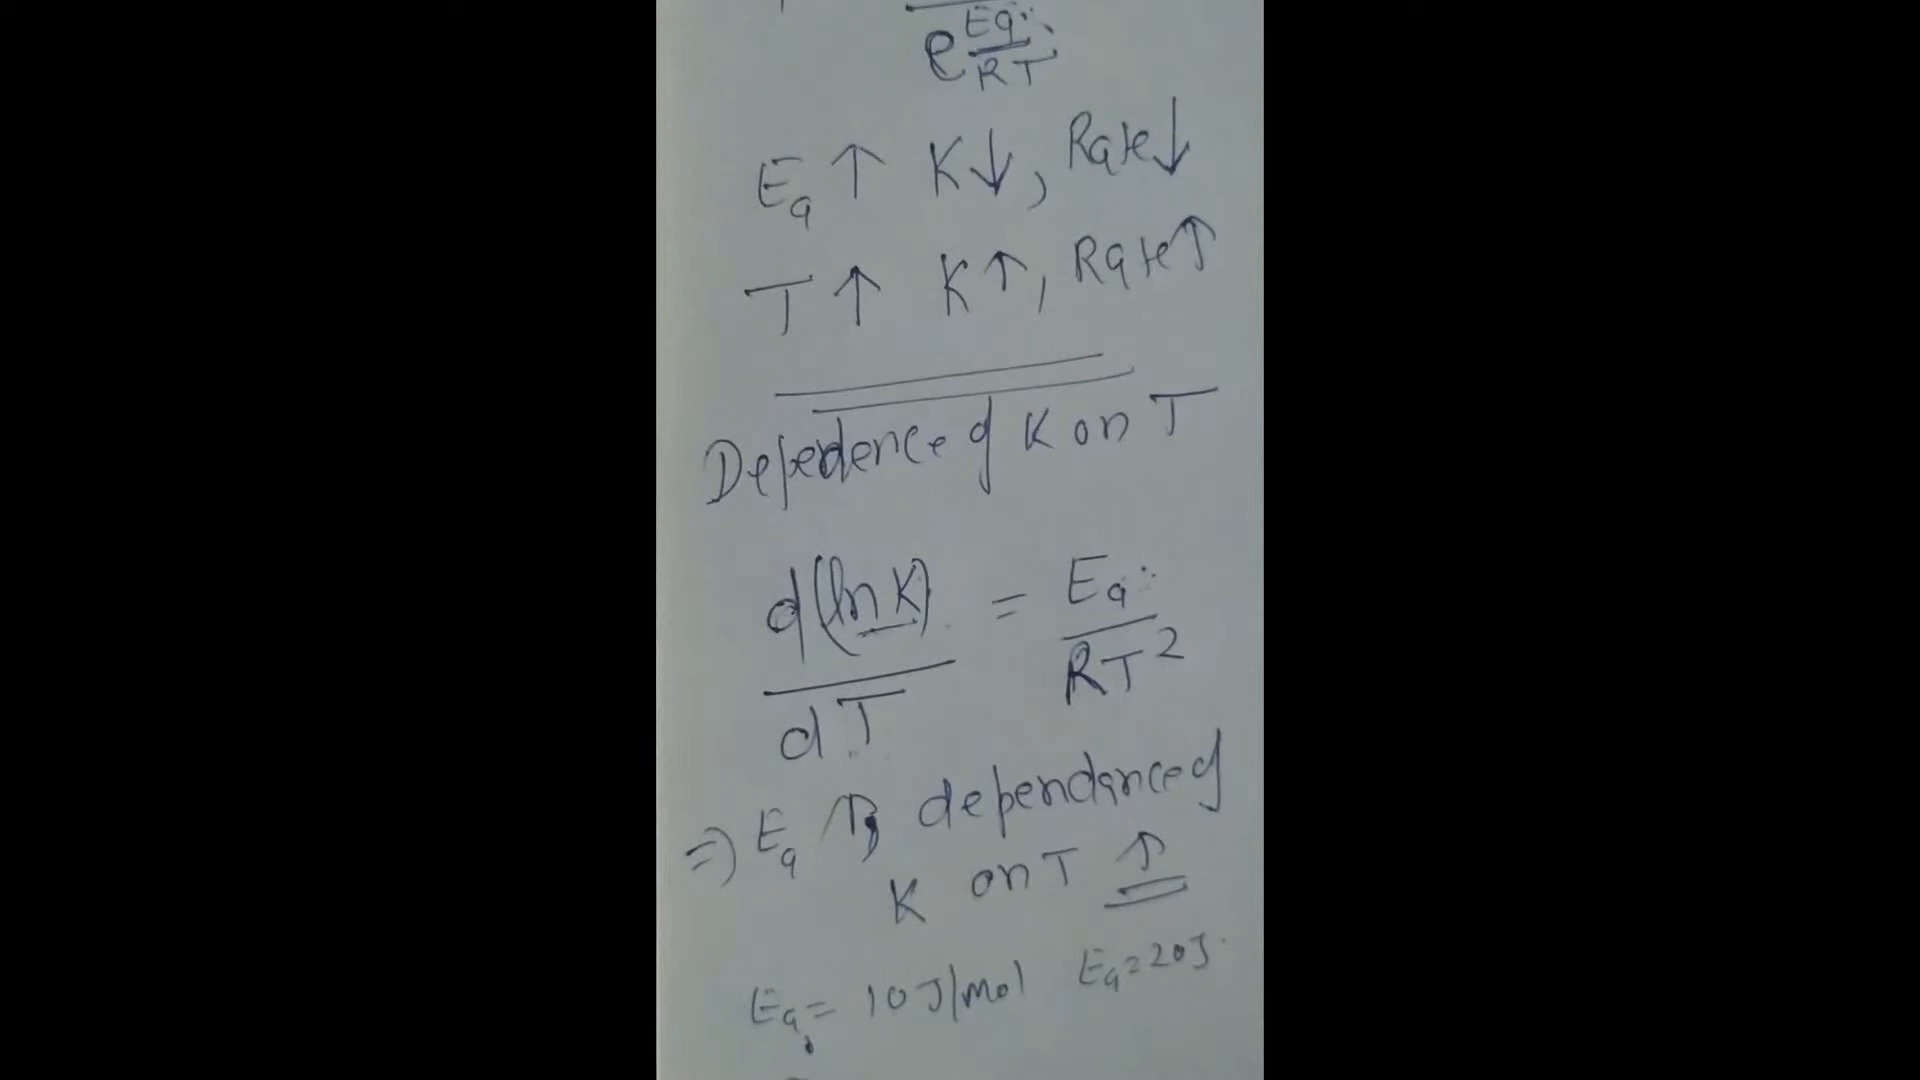 e^(Ea/RT)
Ea ↑ K↓, Rate↓
T ↑ K↑, Rate↑
Dependence of K on T
d(ln K)/dT = Ea/RT²
⇒ Ea ↑, dependance of
K on T ↑
Ea = 10 J/mol Ea = 20J